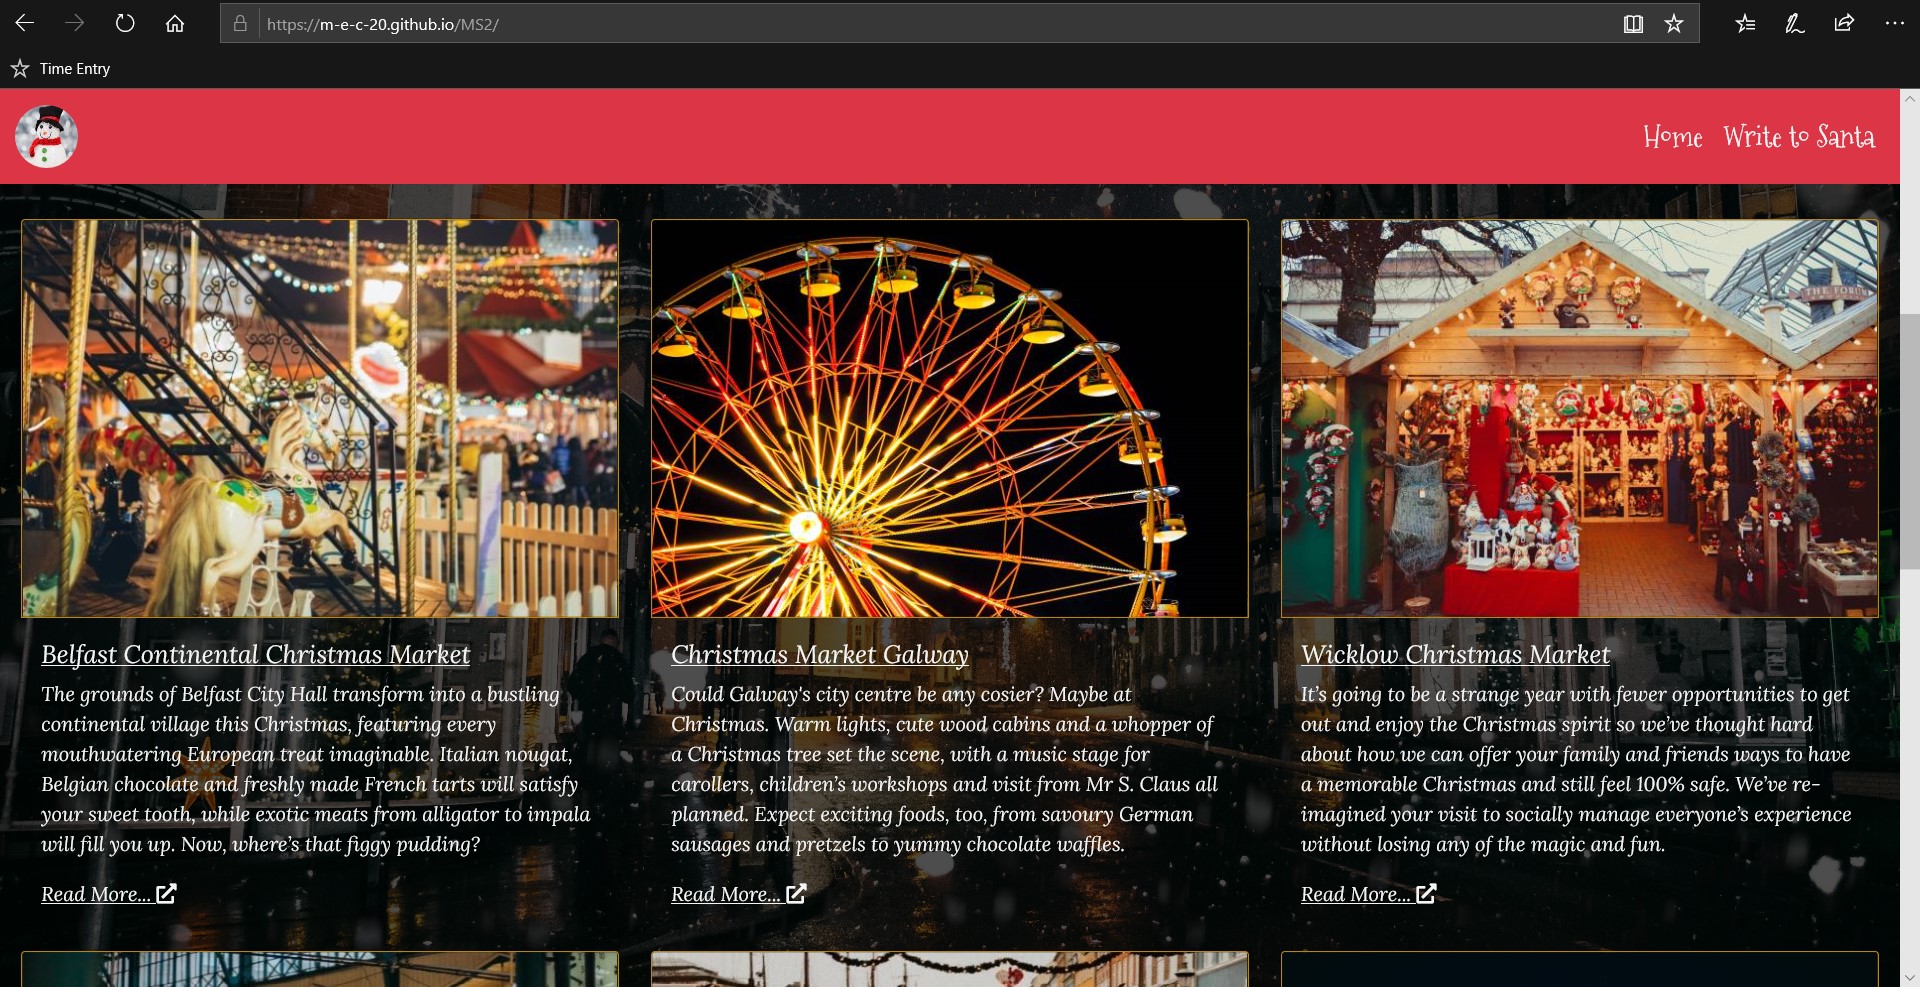 https://m-e-c-20.github.io/MS2/
Time Entry
Home Write to Santa
THE FORUM
Belfast Continental Christmas Market
The grounds of Belfast City Hall transform into a bustling
continental village this Christmas, featuring every
mouthwatering European treat imaginable. Italian nougat,
Belgian chocolate and freshly made French tarts will satisfy
your sweet tooth, while exotic meats from alligator to impala
will fill you up. Now, where’s that figgy pudding?
Read More...
Christmas Market Galway
Could Galway's city centre be any cosier? Maybe at
Christmas. Warm lights, cute wood cabins and a whopper of
a Christmas tree set the scene, with a music stage for
carollers, children’s workshops and visit from Mr S. Claus all
planned. Expect exciting foods, too, from savoury German
sausages and pretzels to yummy chocolate waffles.
Read More...
Wicklow Christmas Market
It’s going to be a strange year with fewer opportunities to get
out and enjoy the Christmas spirit so we’ve thought hard
about how we can offer your family and friends ways to have
a memorable Christmas and still feel 100% safe. We’ve re-
imagined your visit to socially manage everyone’s experience
without losing any of the magic and fun.
Read More...